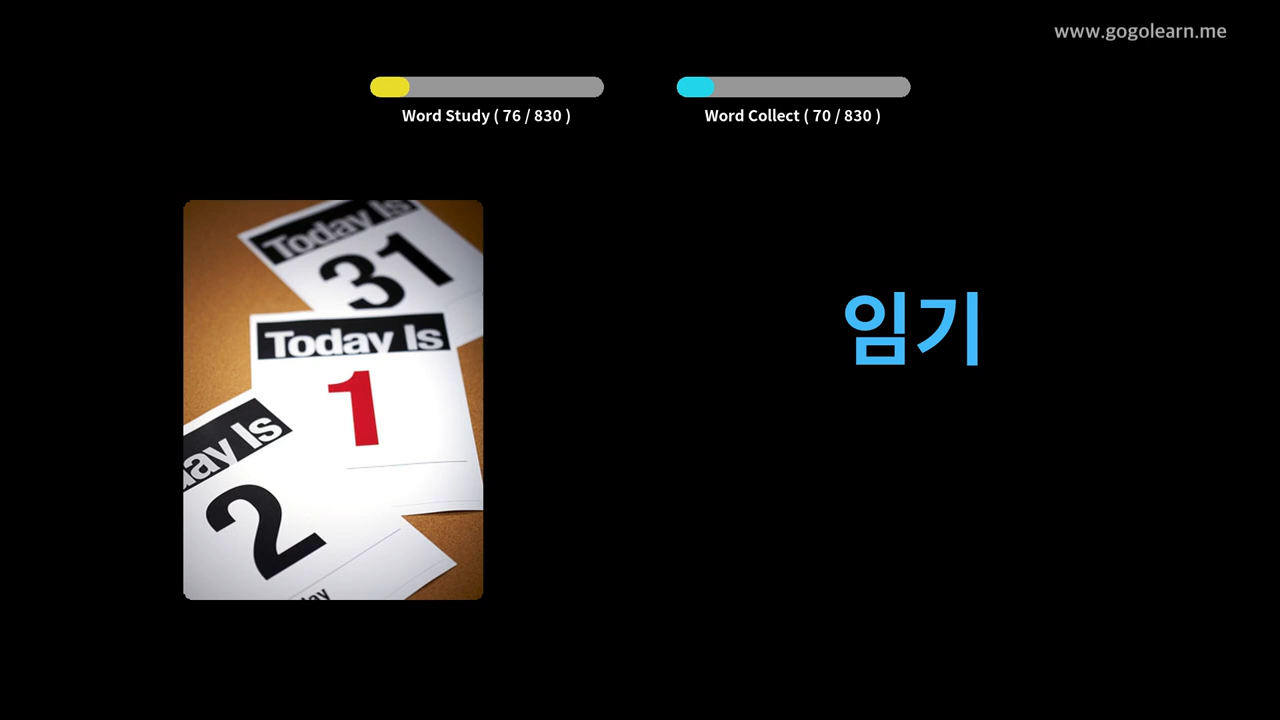 www.gogolearn.me
Word Study ( 76 / 830 )
Word Collect ( 70 / 830 )
Today Is
31
Today Is
1
ay Is
2
ay
임기